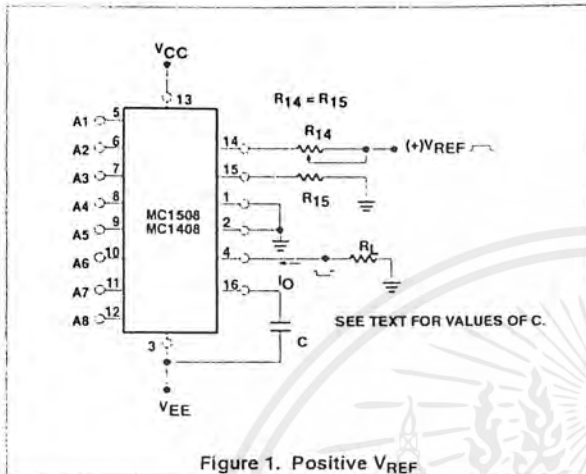 VCC
13
R14 = R15
A1 5
A2 6
A3 7
A4 8
A5 9
A6 10
A7 11
A8 12
MC1508
MC1408
14 R14 (+)VREF
15 R15
1
2
4 RL
IO
16
C
SEE TEXT FOR VALUES OF C.
3
VEE
Figure 1. Positive VREF